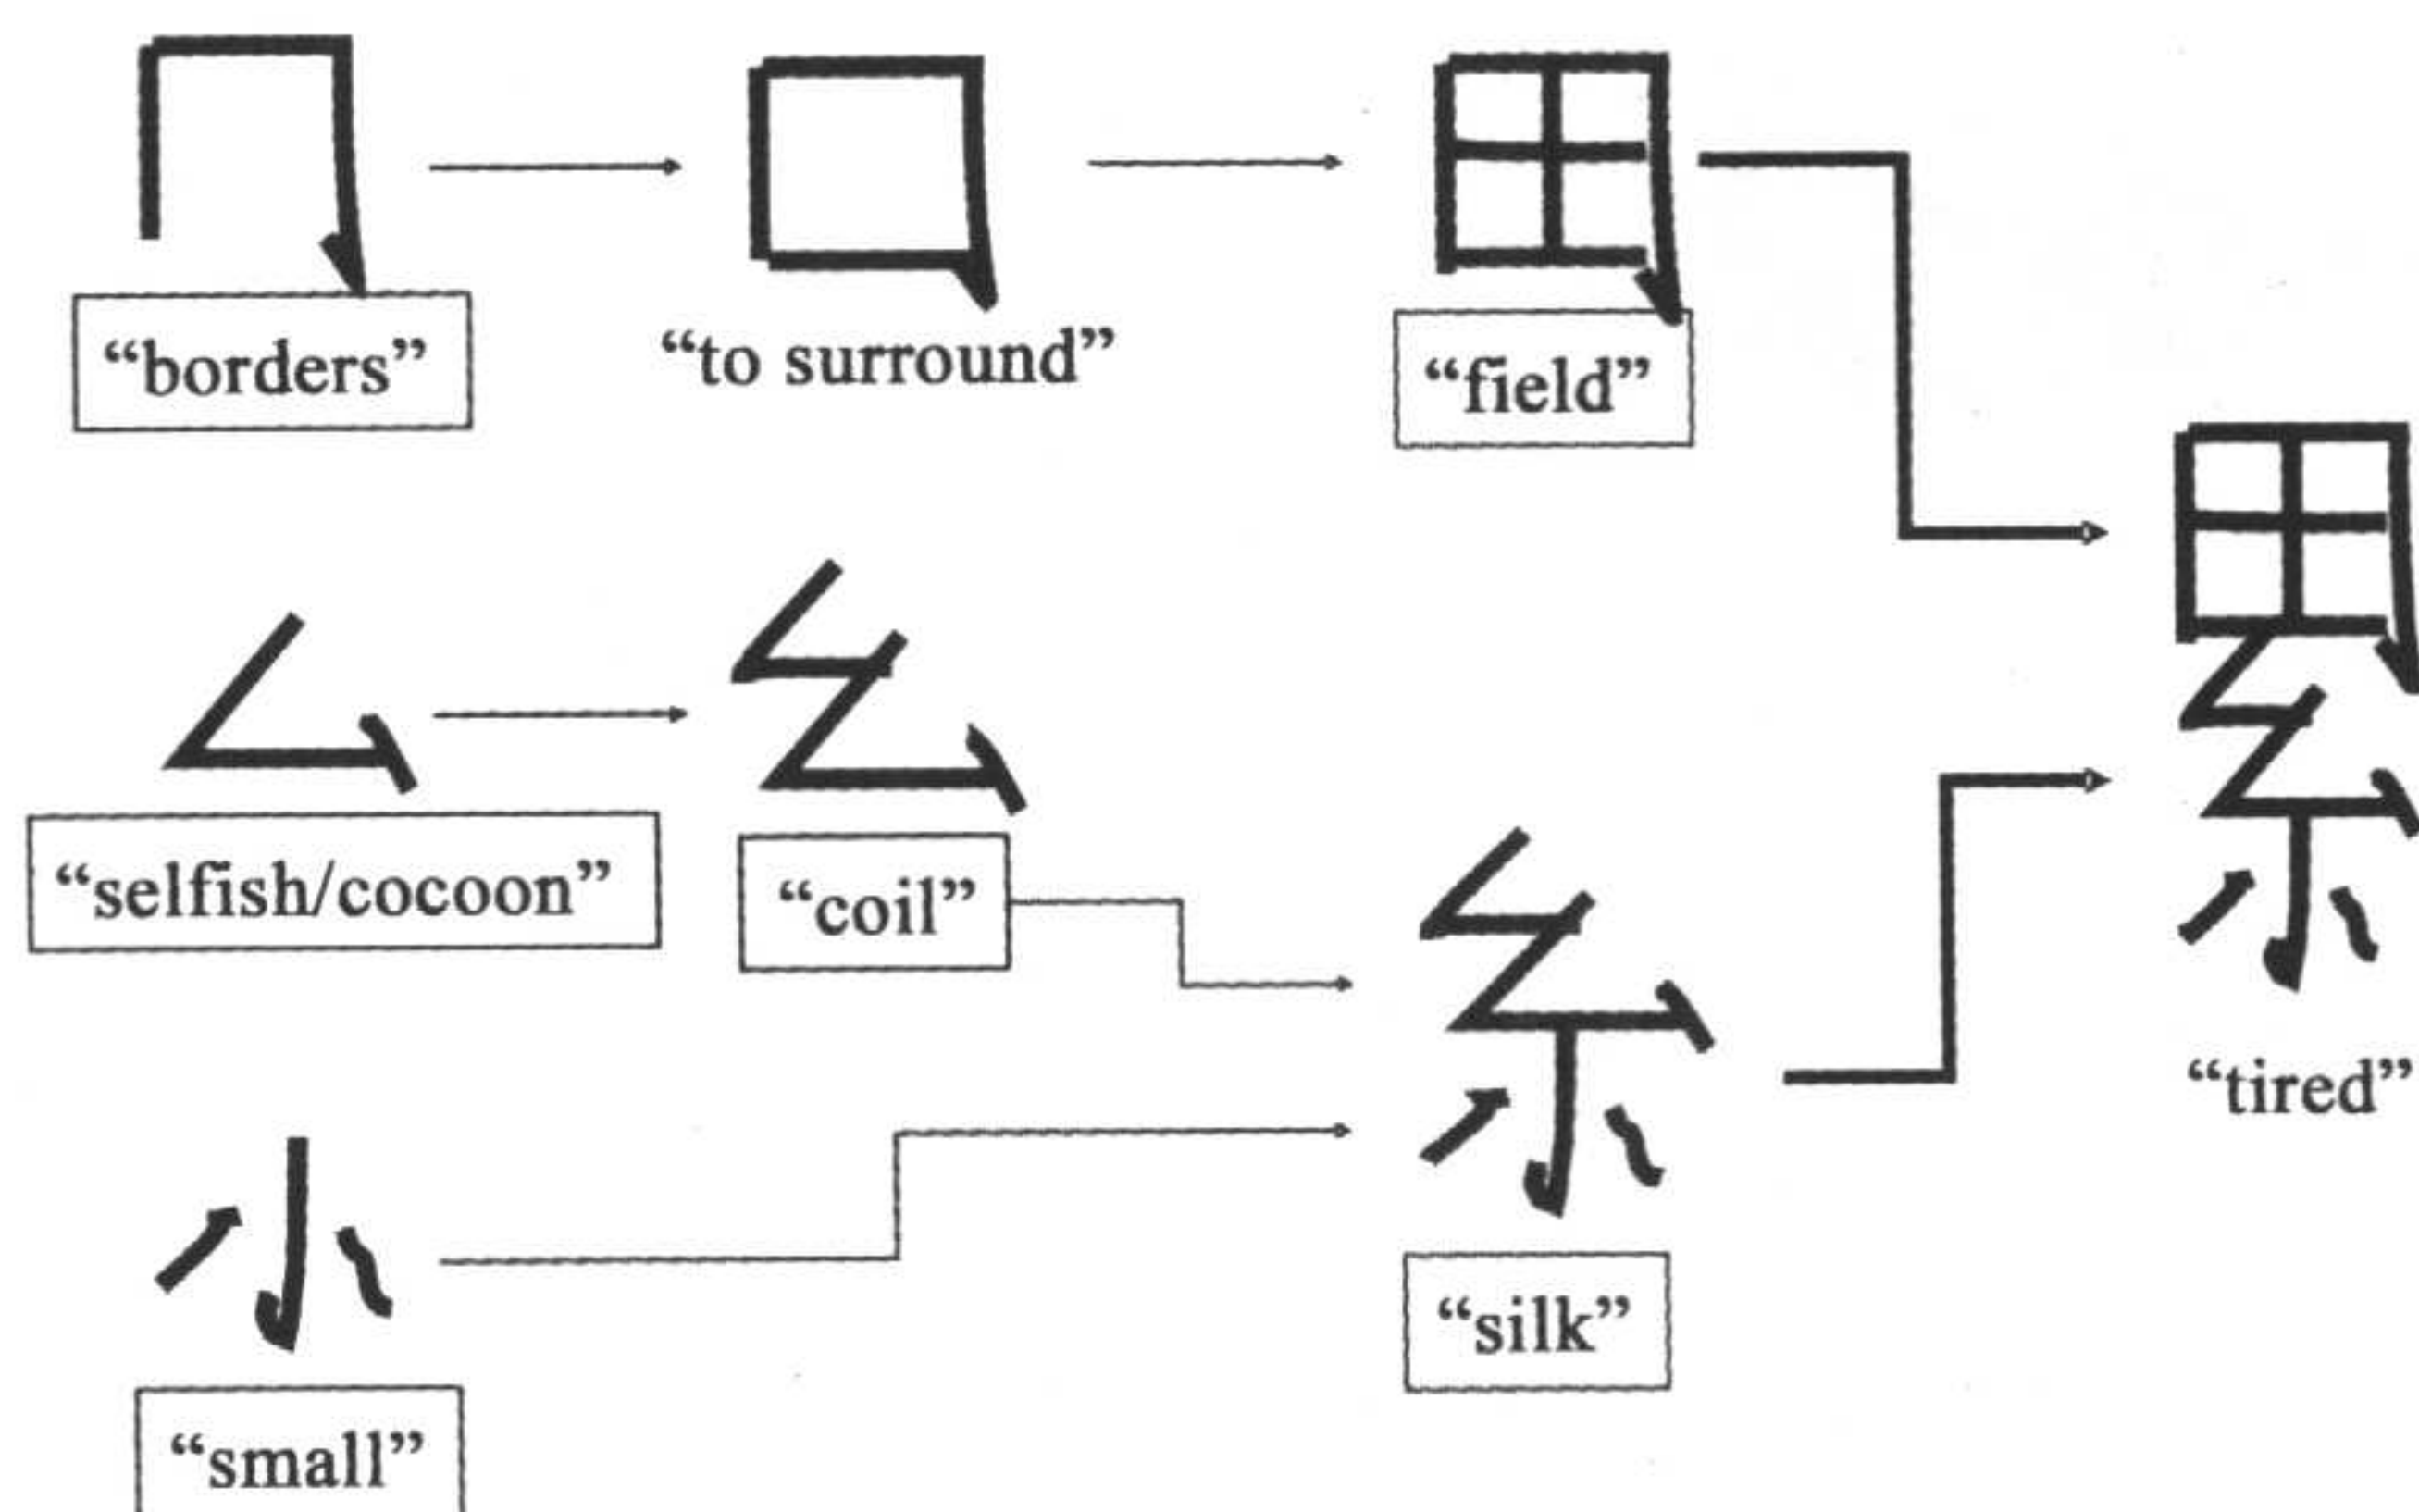 冂
口
田
“borders”
“to surround”
“field”
厶
幺
“selfish/cocoon”
“coil”
小
糸
“small”
“silk”
累
“tired”